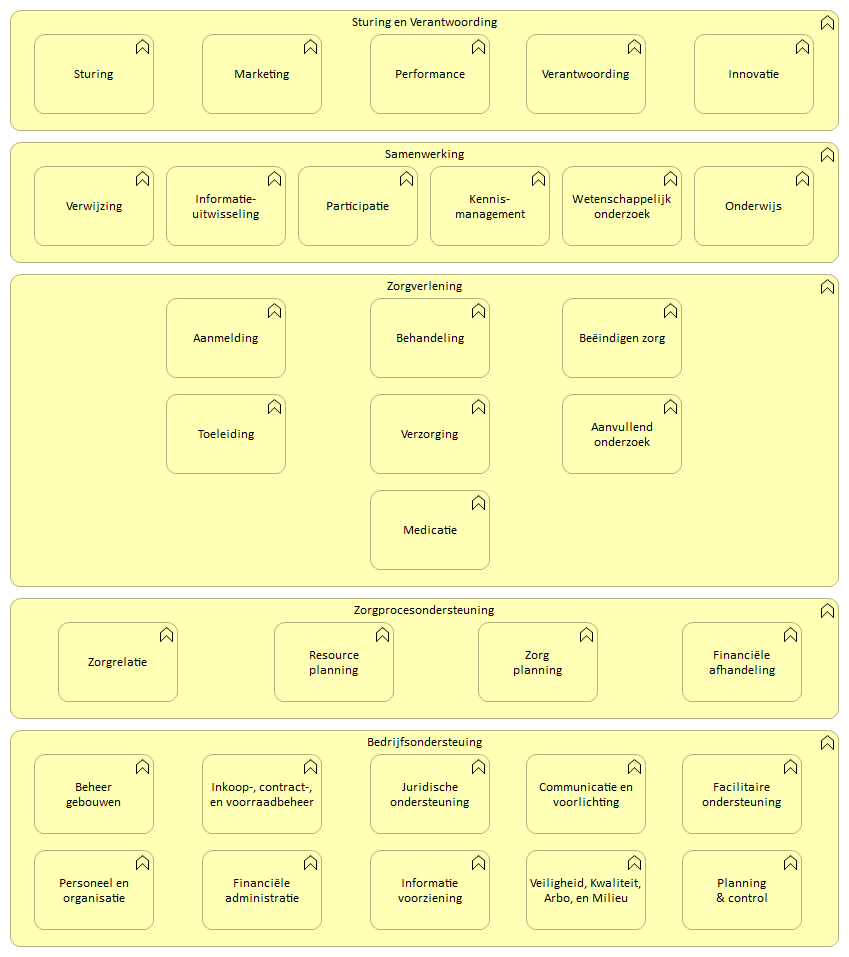 Sturing en Verantwoording
Sturing
Marketing
Performance
Verantwoording
Innovatie
Samenwerking
Verwijzing
Informatie-
uitwisseling
Participatie
Kennis-
management
Wetenschappelijk
onderzoek
Onderwijs
Zorgverlening
Aanmelding
Behandeling
Beëindigen zorg
Toeleiding
Verzorging
Aanvullend
onderzoek
Medicatie
Zorgprocesondersteuning
Zorgrelatie
Resource
planning
Zorg
planning
Financiële
afhandeling
Bedrijfsondersteuing
Beheer
gebouwen
Inkoop-, contract-,
en voorraadbeheer
Juridische
ondersteuning
Communicatie en
voorlichting
Facilitaire
ondersteuning
Personeel en
organisatie
Financiële
administratie
Informatie
voorziening
Veiligheid, Kwaliteit,
Arbo, en Milieu
Planning
& control